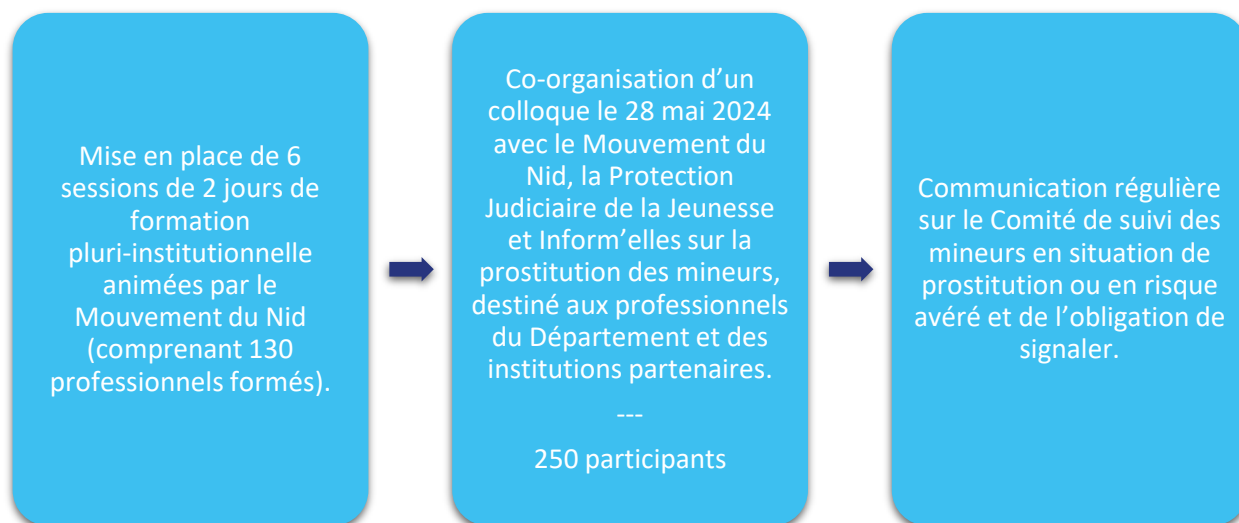 Mise en place de 6
sessions de 2 jours de
formation
pluri-institutionnelle
animées par le
Mouvement du Nid
(comprenant 130
professionnels formés).
Co-organisation d’un
colloque le 28 mai 2024
avec le Mouvement du
Nid, la Protection
Judiciaire de la Jeunesse
et Inform’elles sur la
prostitution des mineurs,
destiné aux professionnels
du Département et des
institutions partenaires.
---
250 participants
Communication régulière
sur le Comité de suivi des
mineurs en situation de
prostitution ou en risque
avéré et de l’obligation de
signaler.